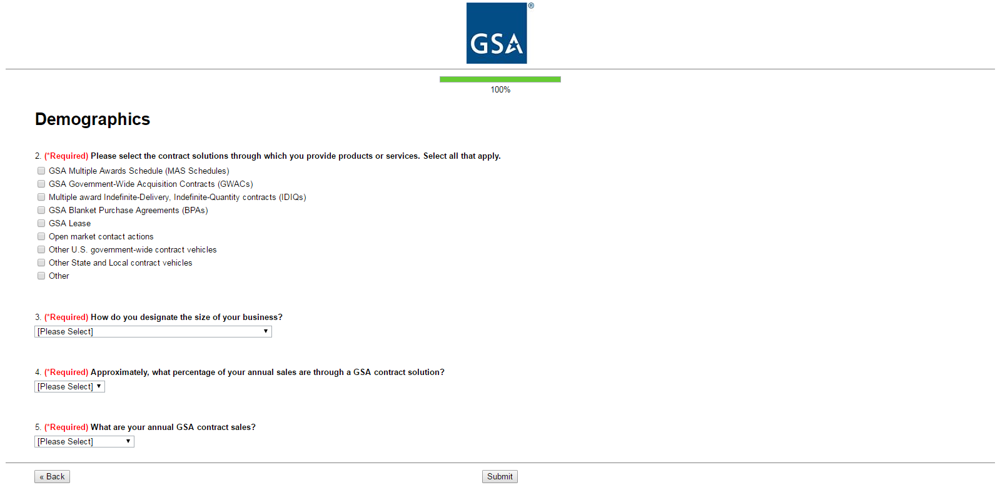 GSA
®
100%
Demographics
2. (*Required) Please select the contract solutions through which you provide products or services. Select all that apply.
GSA Multiple Awards Schedule (MAS Schedules)
GSA Government-Wide Acquisition Contracts (GWACs)
Multiple award Indefinite-Delivery, Indefinite-Quantity contracts (IDIQs)
GSA Blanket Purchase Agreements (BPAs)
GSA Lease
Open market contact actions
Other U.S. government-wide contract vehicles
Other State and Local contract vehicles
Other
3. (*Required) How do you designate the size of your business?
[Please Select]
4. (*Required) Approximately, what percentage of your annual sales are through a GSA contract solution?
[Please Select]
5. (*Required) What are your annual GSA contract sales?
[Please Select]
« Back
Submit